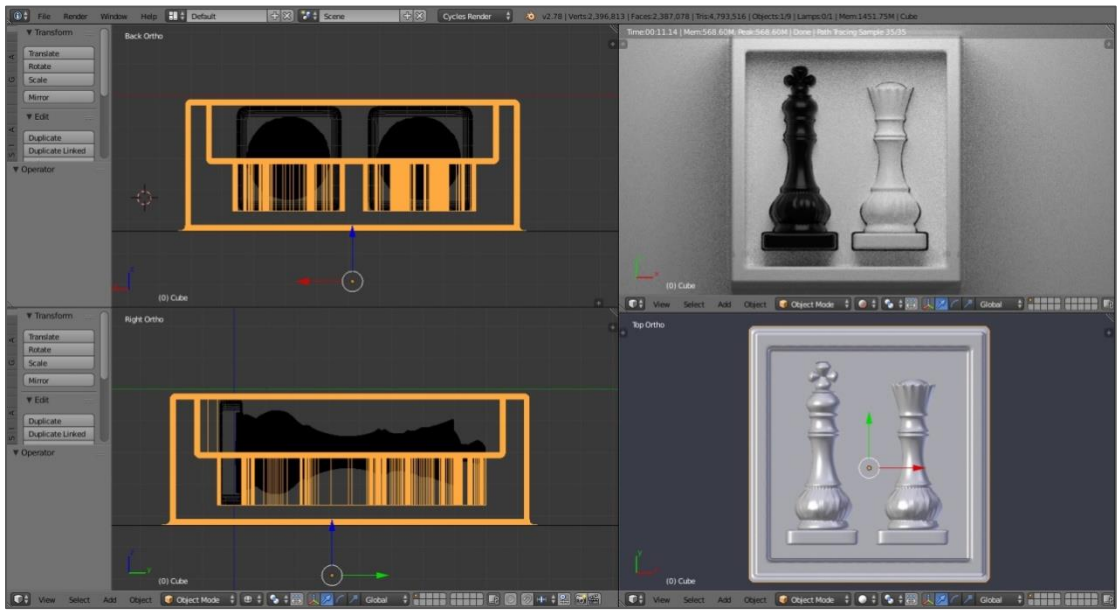 File Render Window Help Default Scene Cycles Render v2.78 | Verts:2,396,813 | Faces:2,387,078 | Tris:4,793,516 | Objects:1/9 | Lamps:0/1 | Mem:1451.75M | Cube
Transform
Translate
Rotate
Scale
Mirror
Edit
Duplicate
Duplicate Linked
Operator
Back Ortho
(0) Cube
Time:00:11.14 | Mem:568.60M, Peak:568.60M | Done | Path Tracing Sample 35/35
(0) Cube
View Select Add Object Object Mode Global
Transform
Translate
Rotate
Scale
Mirror
Edit
Duplicate
Duplicate Linked
Operator
Right Ortho
(0) Cube
Top Ortho
(0) Cube
View Select Add Object Object Mode Global
View Select Add Object Object Mode Global